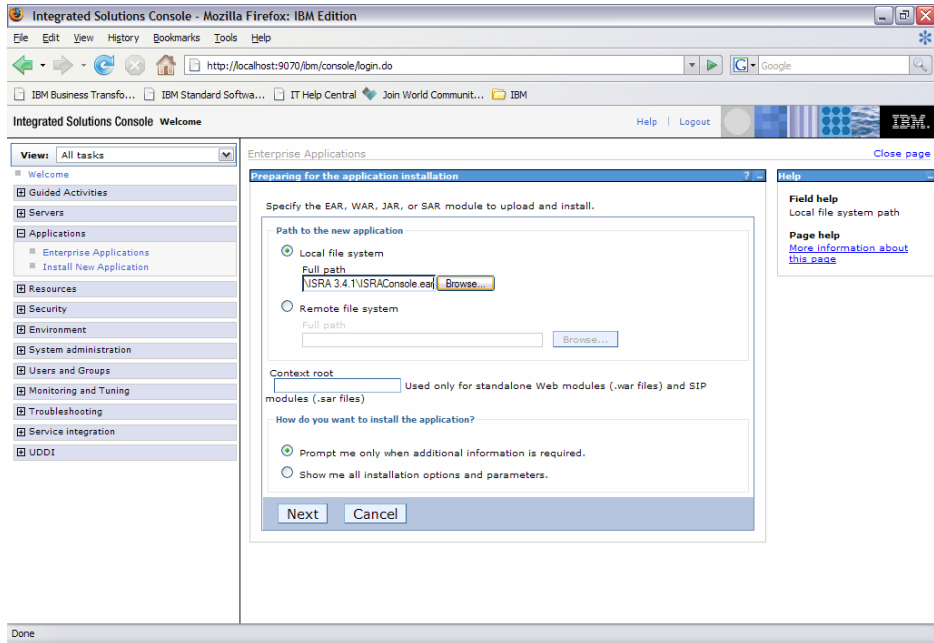 Integrated Solutions Console - Mozilla Firefox: IBM Edition
File Edit View History Bookmarks Tools Help
http://localhost:9070/ibm/console/login.do
G Google
IBM Business Transfo... IBM Standard Softwa... IT Help Central Join World Communit... IBM
Integrated Solutions Console Welcome
Help | Logout
IBM.
View: All tasks
Welcome
Guided Activities
Servers
Applications
Enterprise Applications
Install New Application
Resources
Security
Environment
System administration
Users and Groups
Monitoring and Tuning
Troubleshooting
Service integration
UDDI
Enterprise Applications
Close page
Preparing for the application installation ? -
Specify the EAR, WAR, JAR, or SAR module to upload and install.
Path to the new application
Local file system
Full path
\ISRA 3.4.1\ISRAConsole.ear Browse...
Remote file system
Full path
Browse...
Context root
Used only for standalone Web modules (.war files) and SIP
modules (.sar files)
How do you want to install the application?
Prompt me only when additional information is required.
Show me all installation options and parameters.
Next Cancel
Help -
Field help
Local file system path
Page help
More information about
this page
Done